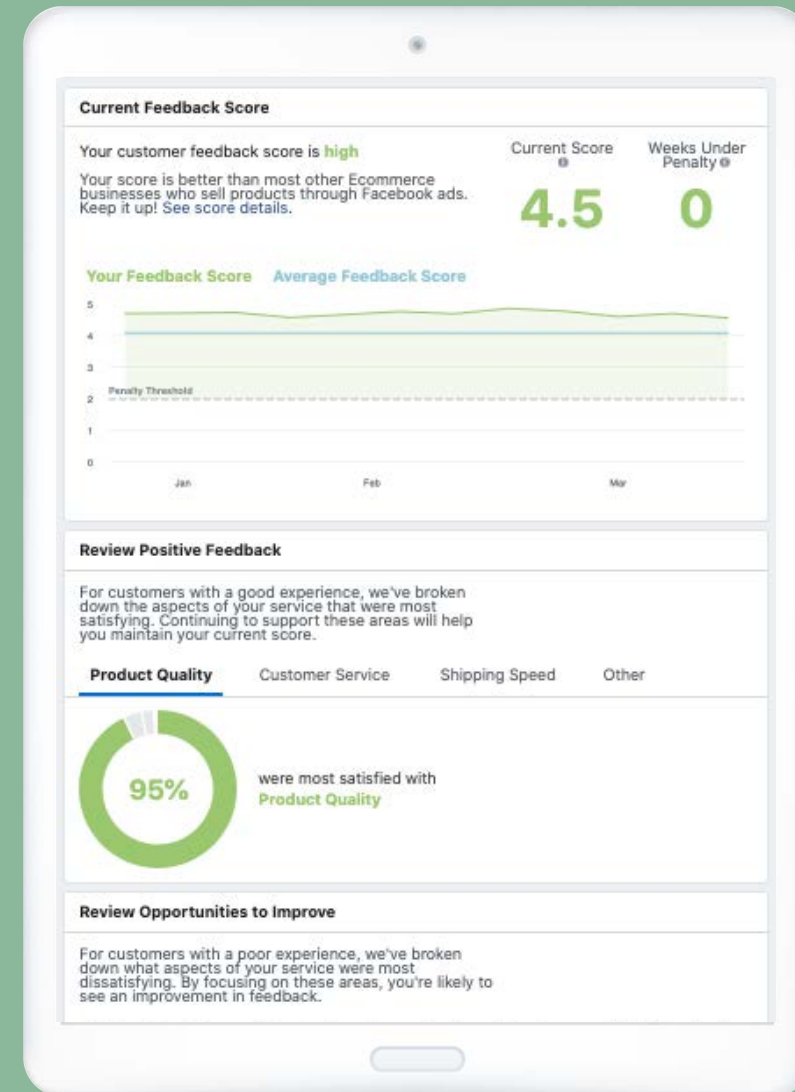 Current Feedback Score
Your customer feedback score is high
Your score is better than most other Ecommerce
businesses who sell products through Facebook ads.
Keep it up! See score details.
Current Score
4.5
Weeks Under
Penalty
0
Your Feedback Score Average Feedback Score
5
4
3
Penalty Threshold
2
1
0
Jan Feb Mar
Review Positive Feedback
For customers with a good experience, we've broken
down the aspects of your service that were most
satisfying. Continuing to support these areas will help
you maintain your current score.
Product Quality Customer Service Shipping Speed Other
95%
were most satisfied with
Product Quality
Review Opportunities to Improve
For customers with a poor experience, we've broken
down what aspects of your service were most
dissatisfying. By focusing on these areas, you're likely to
see an improvement in feedback.